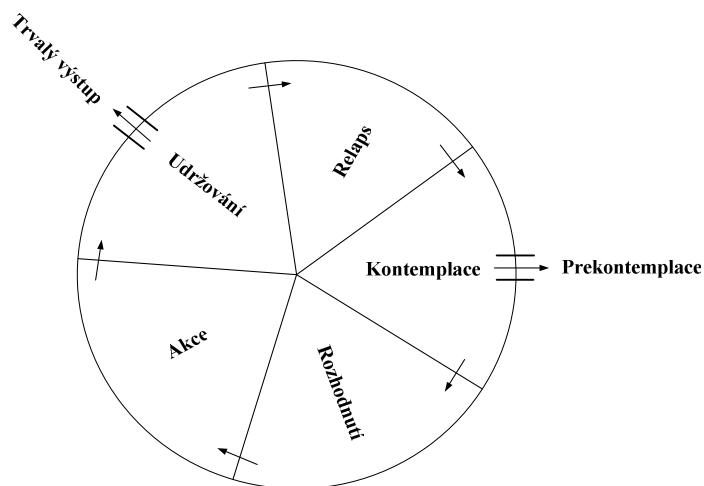 Trvalý výstup
Udržování
Relaps
Kontemplace
Prekontemplace
Akce
Rozhodnutí